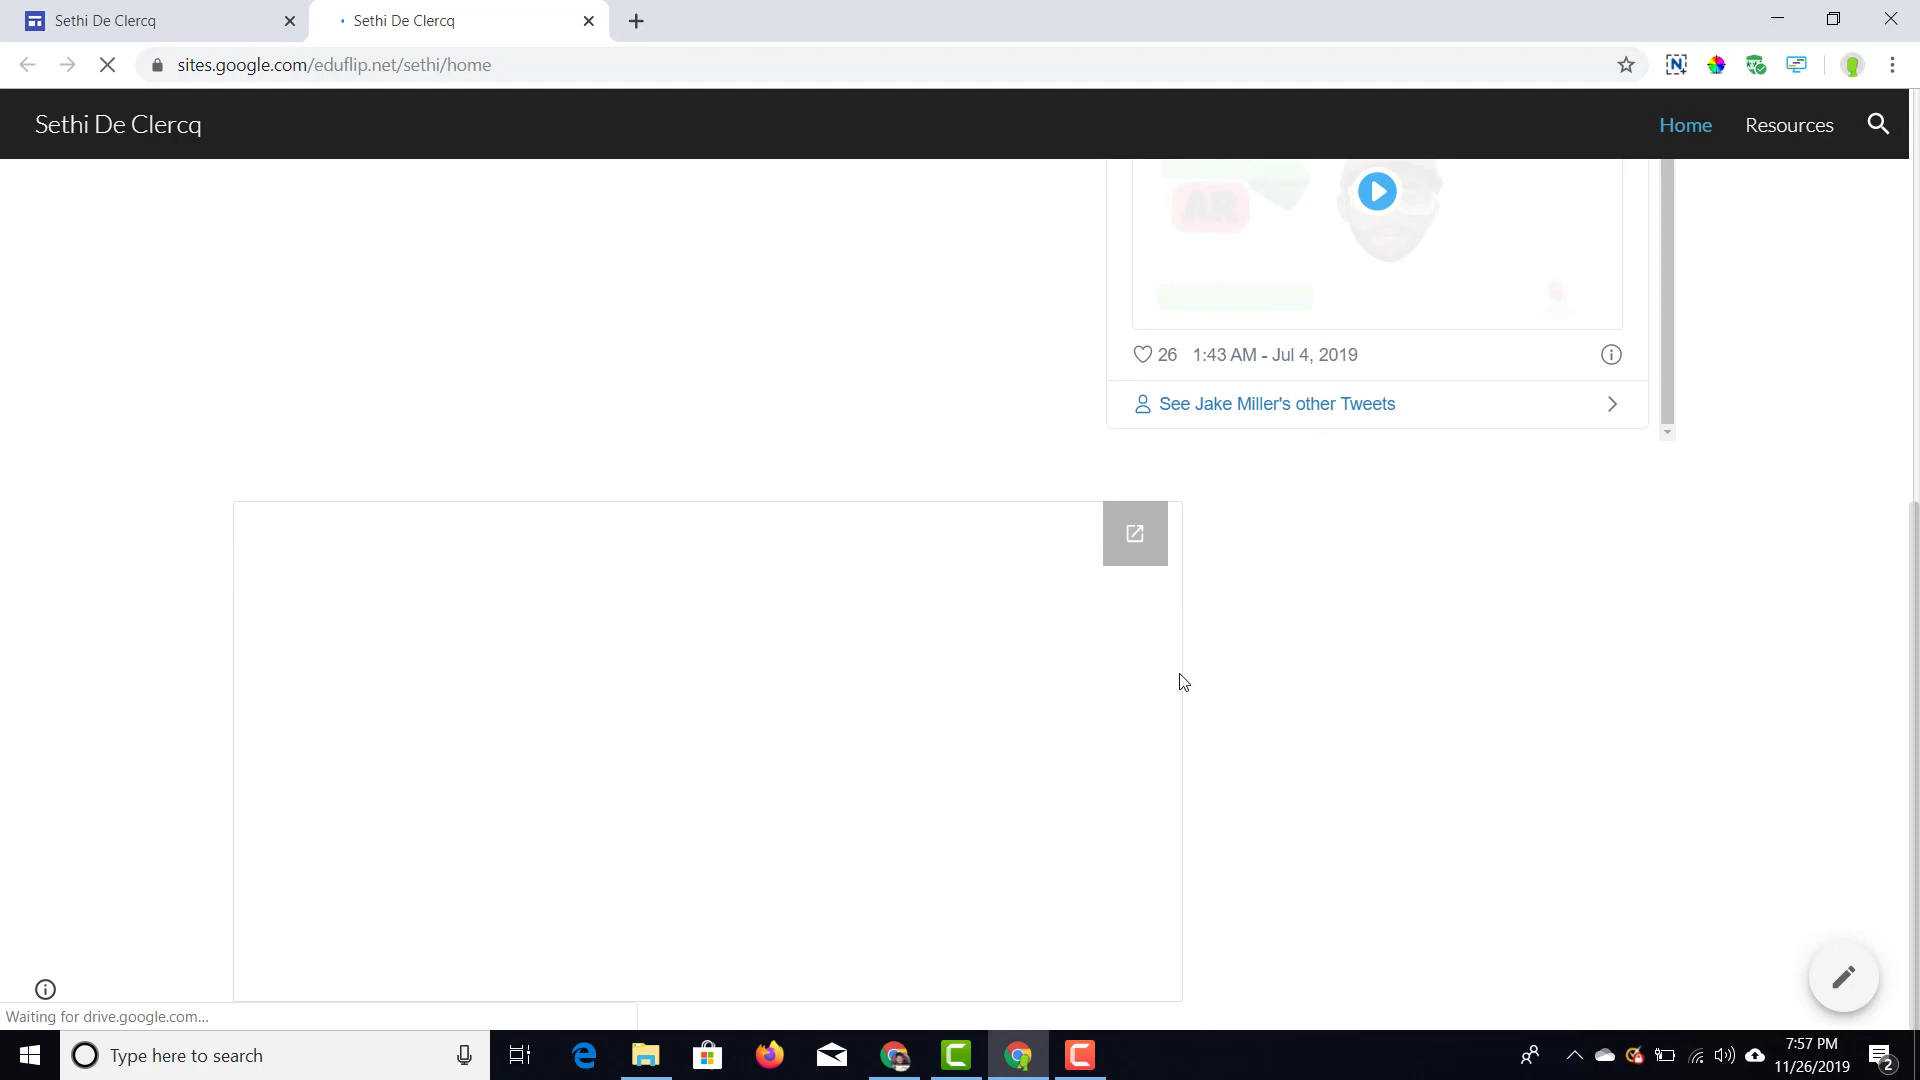 Sethi De Clercq
Sethi De Clercq
sites.google.com/eduflip.net/sethi/home
Sethi De Clercq
Home
Resources
AR
26 1:43 AM - Jul 4, 2019
See Jake Miller's other Tweets
Waiting for drive.google.com...
Type here to search
7:57 PM
11/26/2019
2